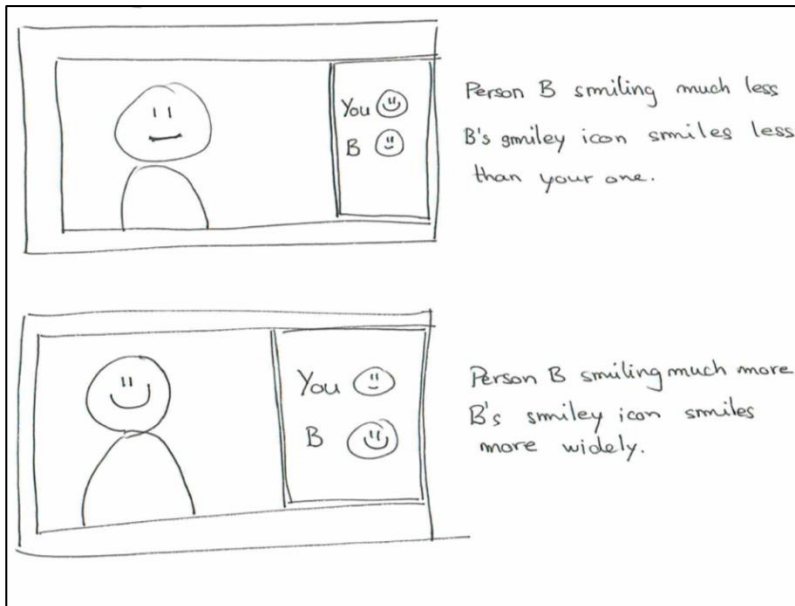 You
B
Person B smiling much less
B's smiley icon smiles less
than your one.
You
B
Person B smiling much more
B's smiley icon smiles
more widely.